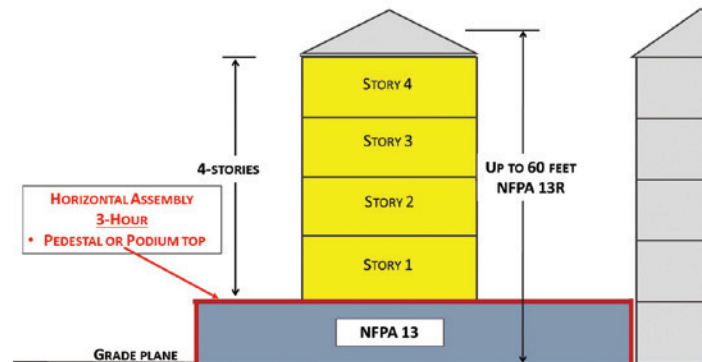 STORY 4
STORY 3
4-STORIES
UP TO 60 FEET
NFPA 13R
HORIZONTAL ASSEMBLY
3-HOUR
• PEDESTAL OR PODIUM TOP
STORY 2
STORY 1
NFPA 13
GRADE PLANE